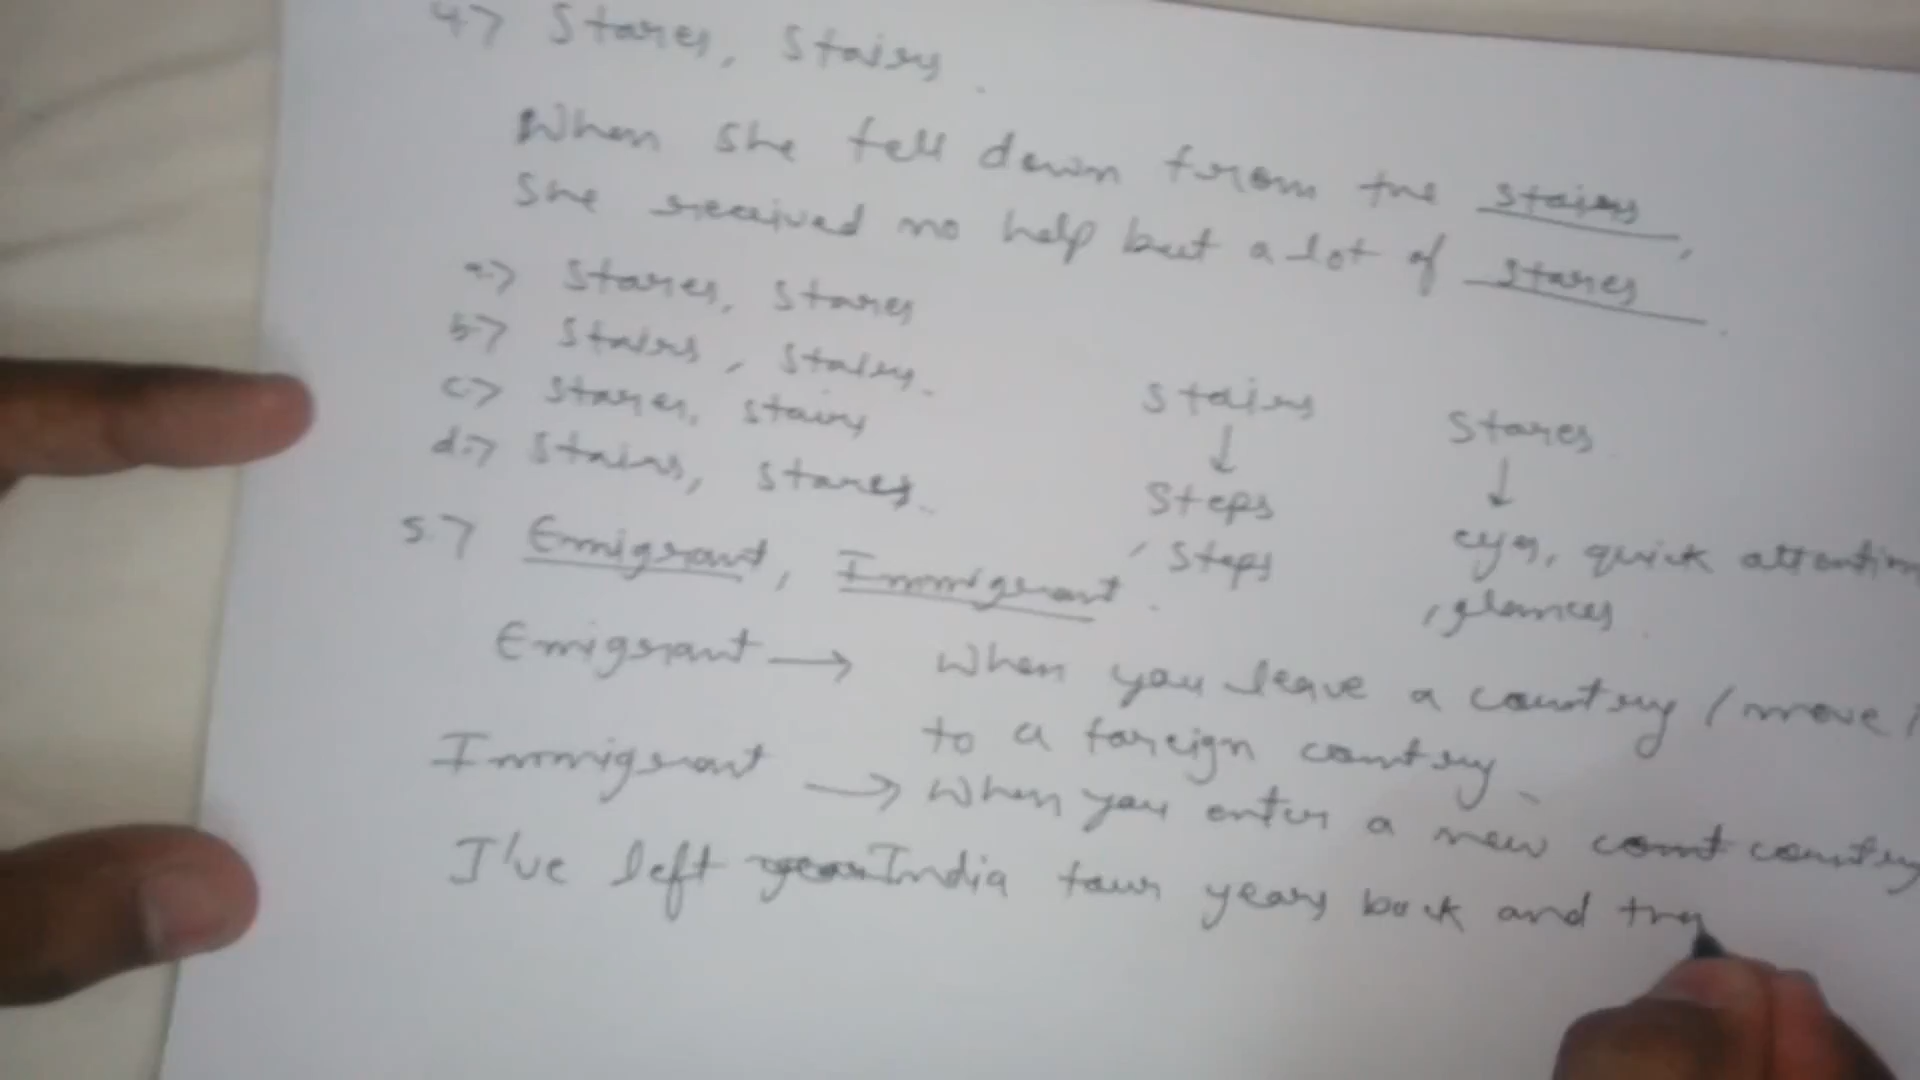 4.> Stares, Stairs.
When she fell down from the stairs,
She received no help but a lot of stares.
a.> Stares, Stares
b.> Stairs, Stairs.
c.> Stares, Stairs
d.> Stairs, Stares.
Stairs
↓
Steps
, Steps
Stares
↓
eyes, quick attention
, glances.
5.> Emigrant, Immigrant.
Emigrant → When you leave a country / move
to a foreign country.
Immigrant → When you enter a new country
I've left India four years back and